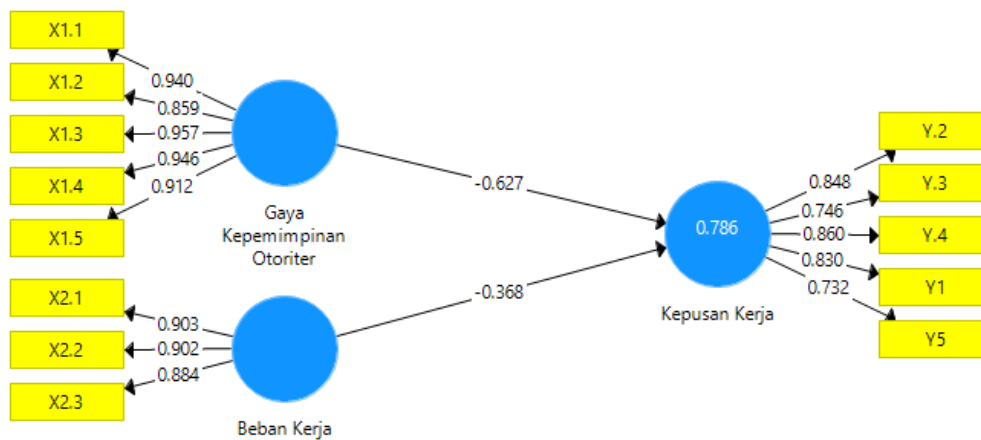 X1.1
X1.2
X1.3
X1.4
X1.5
0.940
0.859
0.957
0.946
0.912
Gaya
Kepemimpinan
Otoriter
X2.1
X2.2
X2.3
0.903
0.902
0.884
Beban Kerja
-0.627
-0.368
0.786
Kepusan Kerja
0.848
0.746
0.860
0.830
0.732
Y.2
Y.3
Y.4
Y1
Y5